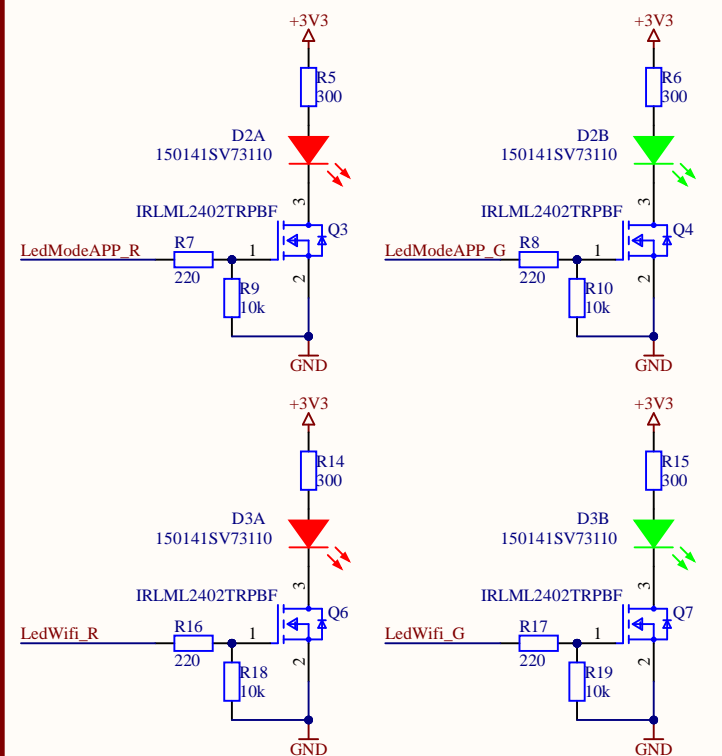 +3V3
R5
300
D2A
150141SV73110
3
IRLML2402TRPBF
Q3
LedModeAPP_R
R7
1
220
2
R9
10k
GND
+3V3
R6
300
D2B
150141SV73110
3
IRLML2402TRPBF
Q4
LedModeAPP_G
R8
1
220
2
R10
10k
GND
+3V3
R14
300
D3A
150141SV73110
3
IRLML2402TRPBF
Q6
LedWifi_R
R16
1
220
2
R18
10k
GND
+3V3
R15
300
D3B
150141SV73110
3
IRLML2402TRPBF
Q7
LedWifi_G
R17
1
220
2
R19
10k
GND